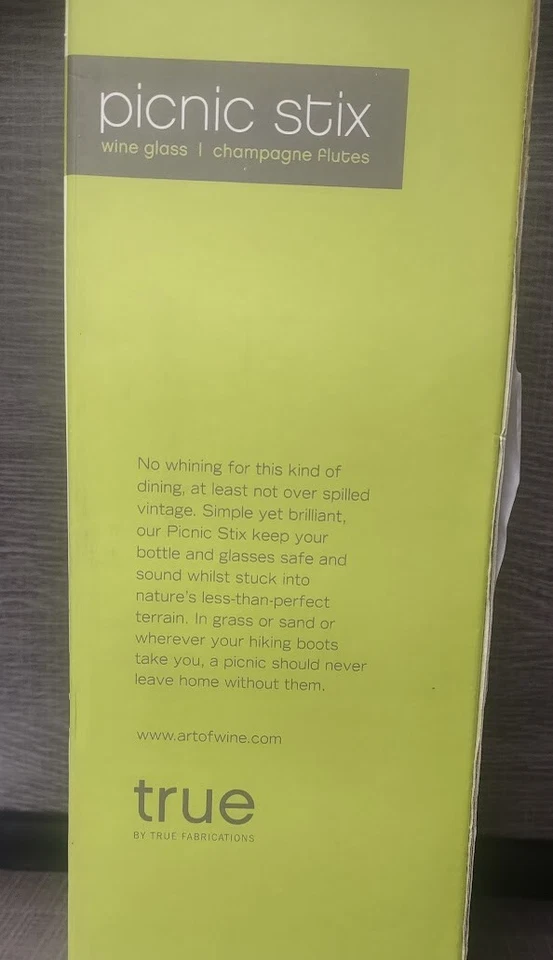 picnic stix
wine glass | champagne flutes
No whining for this kind of
dining, at least not over spilled
vintage. Simple yet brilliant,
our Picnic Stix keep your
bottle and glasses safe and
sound whilst stuck into
nature's less-than-perfect
terrain. In grass or sand or
wherever your hiking boots
take you, a picnic should never
leave home without them.
www.artofwine.com
true
BY TRUE FABRICATIONS